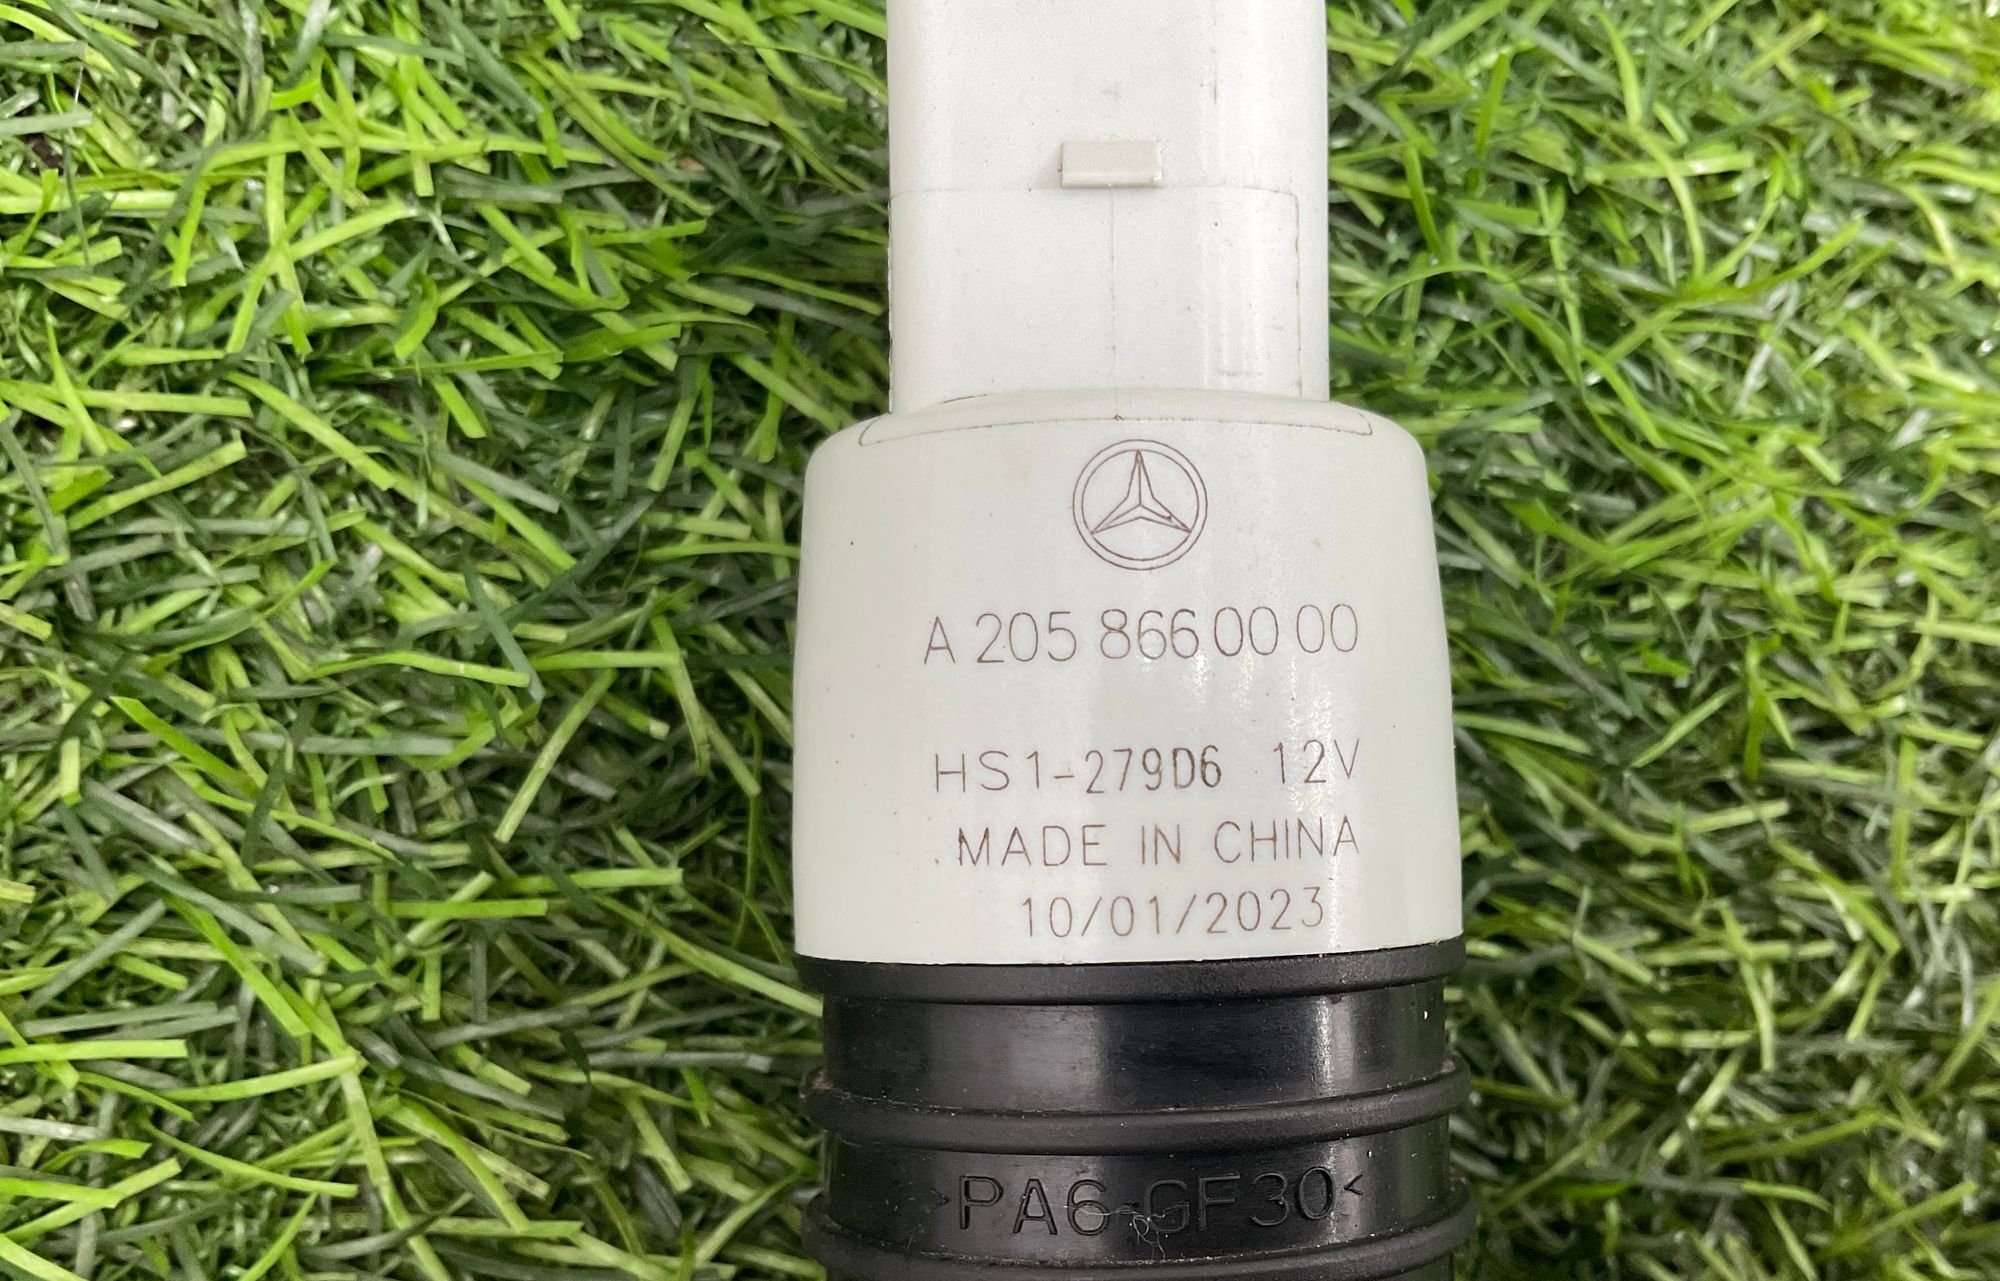 A 205 866 00 00
HS1-279D6 12V
MADE IN CHINA
10/01/2023
>PA6-GF30<